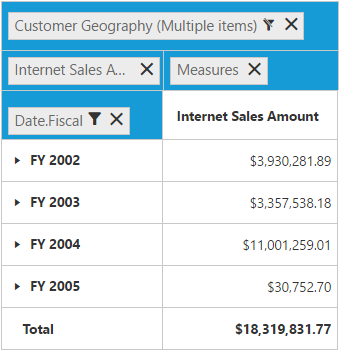 Customer Geography (Multiple items)
Internet Sales A... Measures
Date.Fiscal Internet Sales Amount
FY 2002 $3,930,281.89
FY 2003 $3,357,538.18
FY 2004 $11,001,259.01
FY 2005 $30,752.70
Total $18,319,831.77